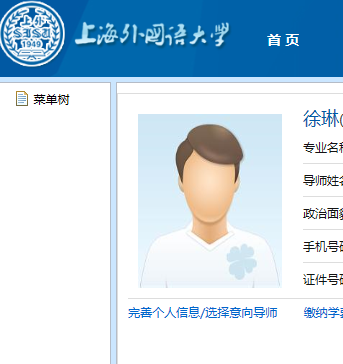 SISU
1949
上海外国语大学
首 页
菜单树
徐琳(
专业名
导师姓
政治面
手机号
证件号
完善个人信息/选择意向导师
缴纳学